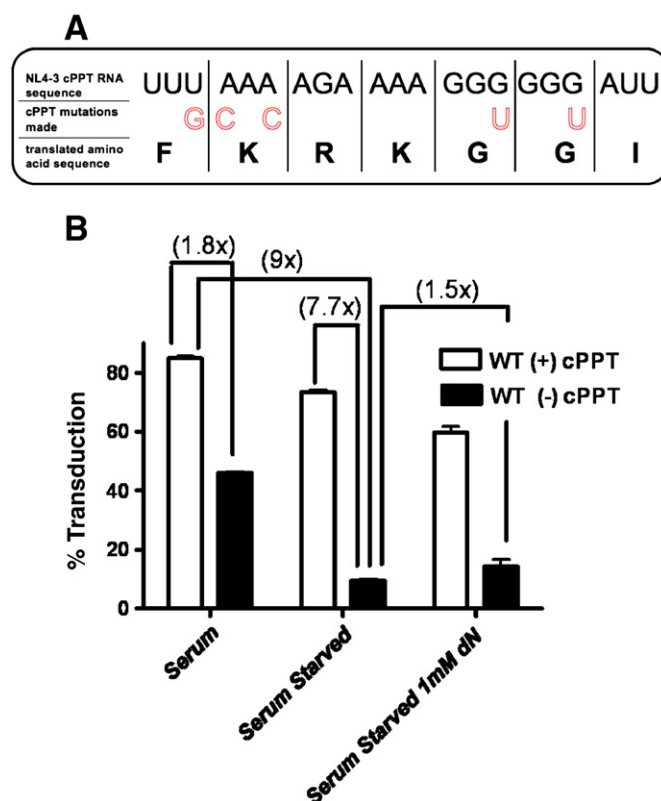 A
NL4-3 cPPT RNA sequence UUU AAA AGA AAA GGG GGG AUU
cPPT mutations made G C C U U
translated amino acid sequence F K R K G G I
B
(1.8x)
(9x)
(1.5x)
(7.7x)
WT (+) cPPT
WT (-) cPPT
% Transduction
80
60
40
20
0
Serum
Serum Starved
Serum Starved 1mM dN